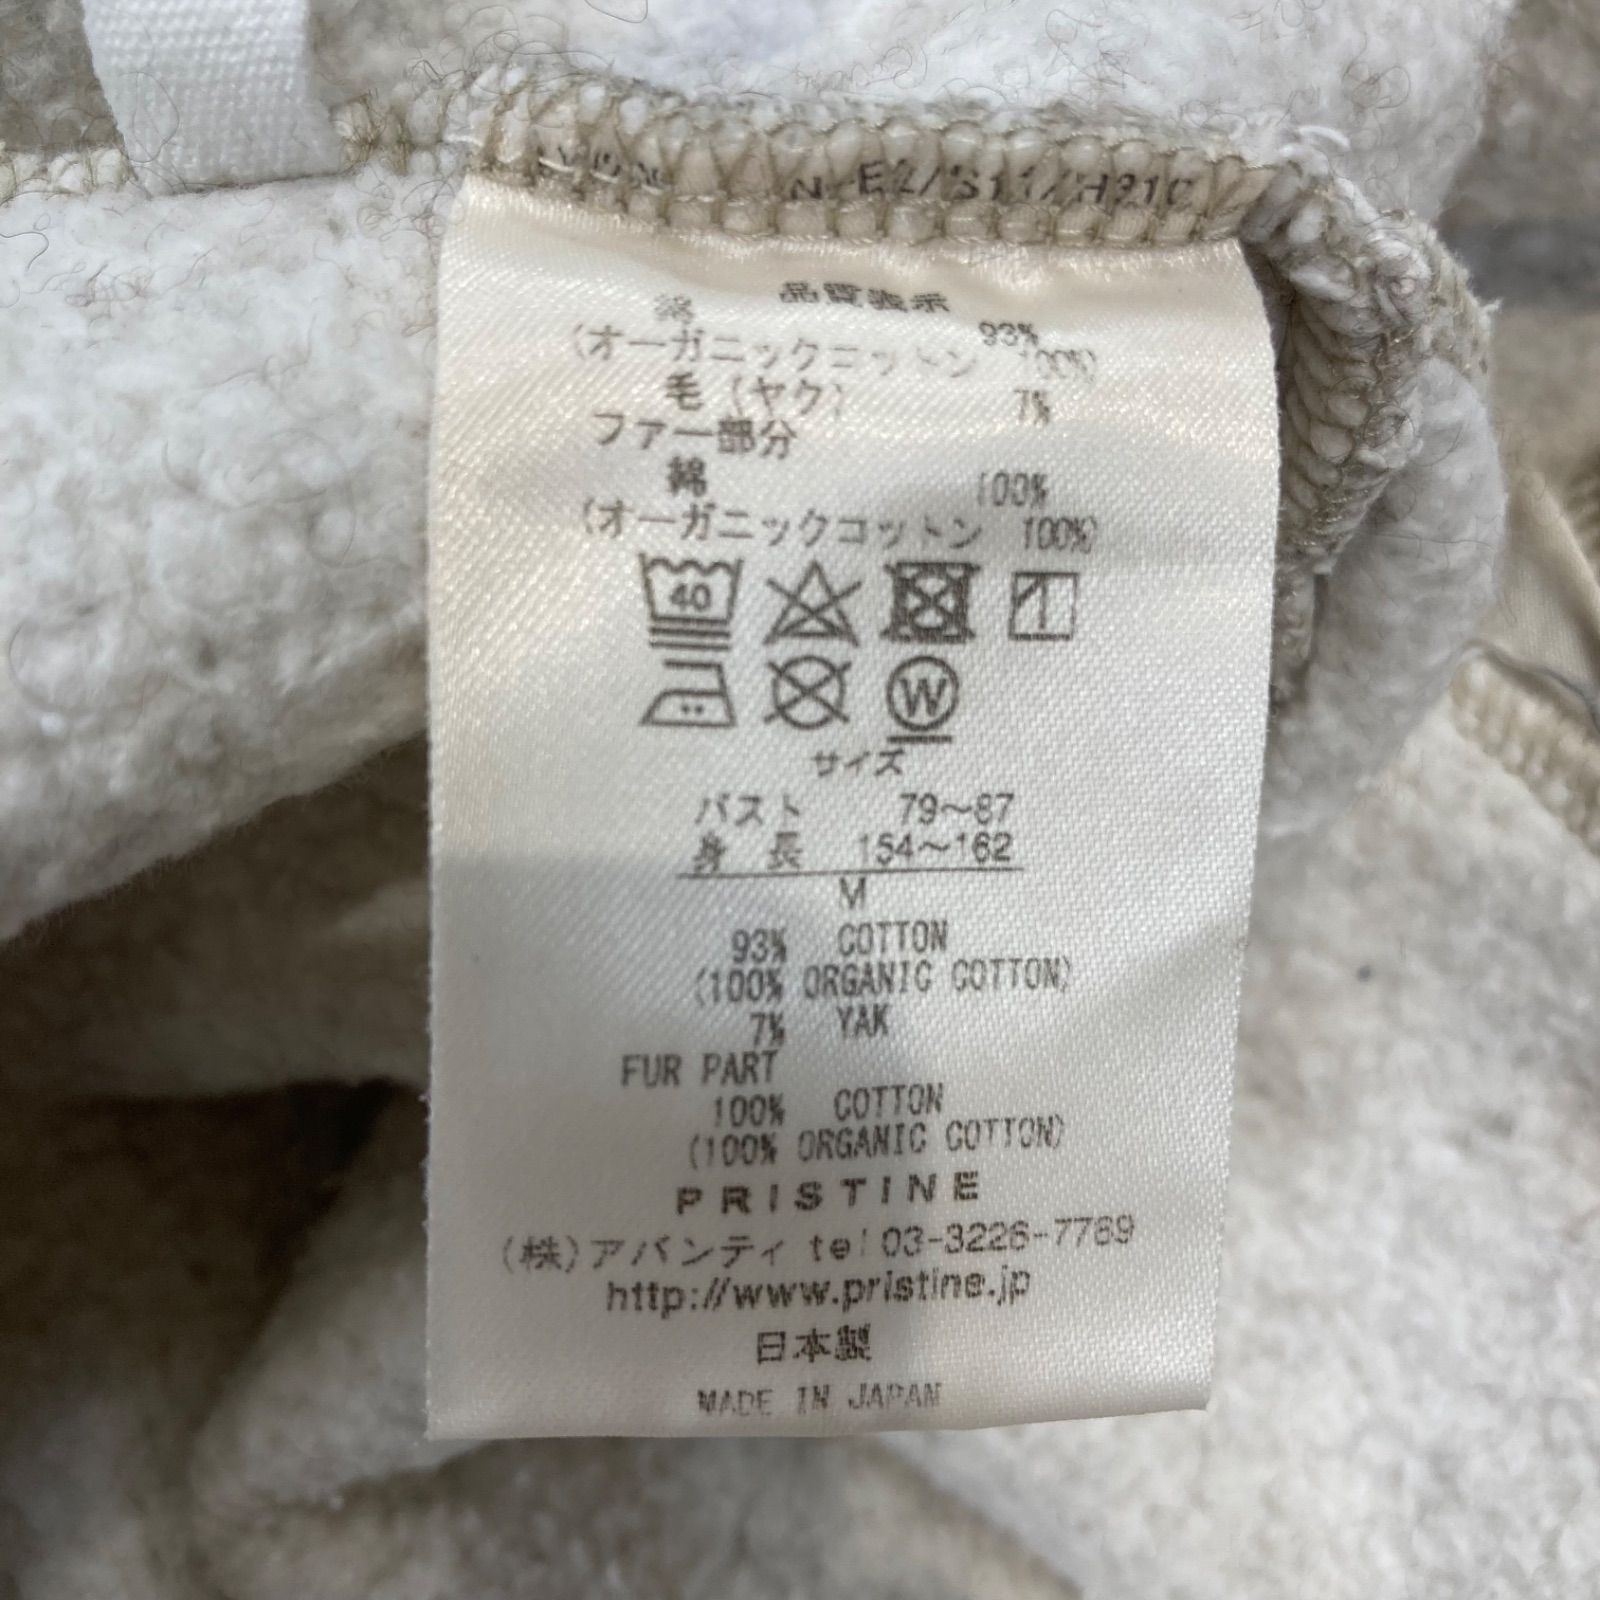 N E2/S11/H21C
品質表示
綿 93%
(オーガニックコットン 100%)
毛(ヤク) 7%
ファー部分
綿 100%
(オーガニックコットン 100%)
40
W
サイズ
バスト 79〜87
身長 154〜162
M
93% COTTON
(100% ORGANIC COTTON)
7% YAK
FUR PART
100% COTTON
(100% ORGANIC COTTON)
PRISTINE
(株)アバンティ tel 03-3226-7789
http://www.pristine.jp
日本製
MADE IN JAPAN